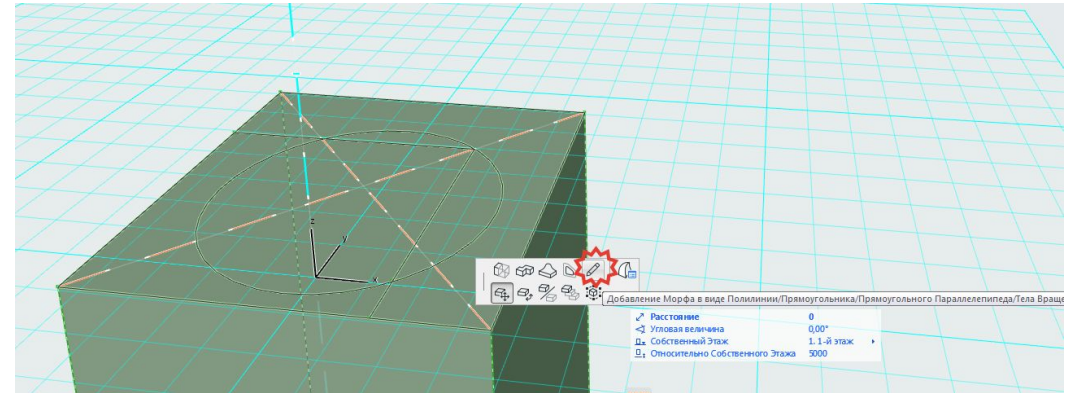 z
y
x
Добавление Морфа в виде Полилинии/Прямоугольника/Прямоугольного Параллелепипеда/Тела Враще
Расстояние 0
Угловая величина 0,00°
Собственный Этаж 1. 1-й этаж
Относительно Собственного Этажа 5000